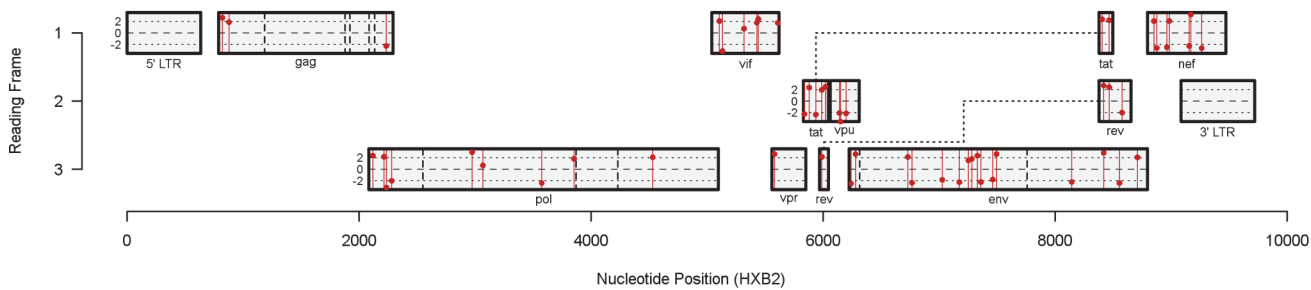 Reading Frame
1
2
0
-2
5' LTR
gag
vif
tat
nef
2
2
0
-2
tat
vpu
rev
3' LTR
3
2
0
-2
pol
vpr
rev
env
0
2000
4000
6000
8000
10000
Nucleotide Position (HXB2)